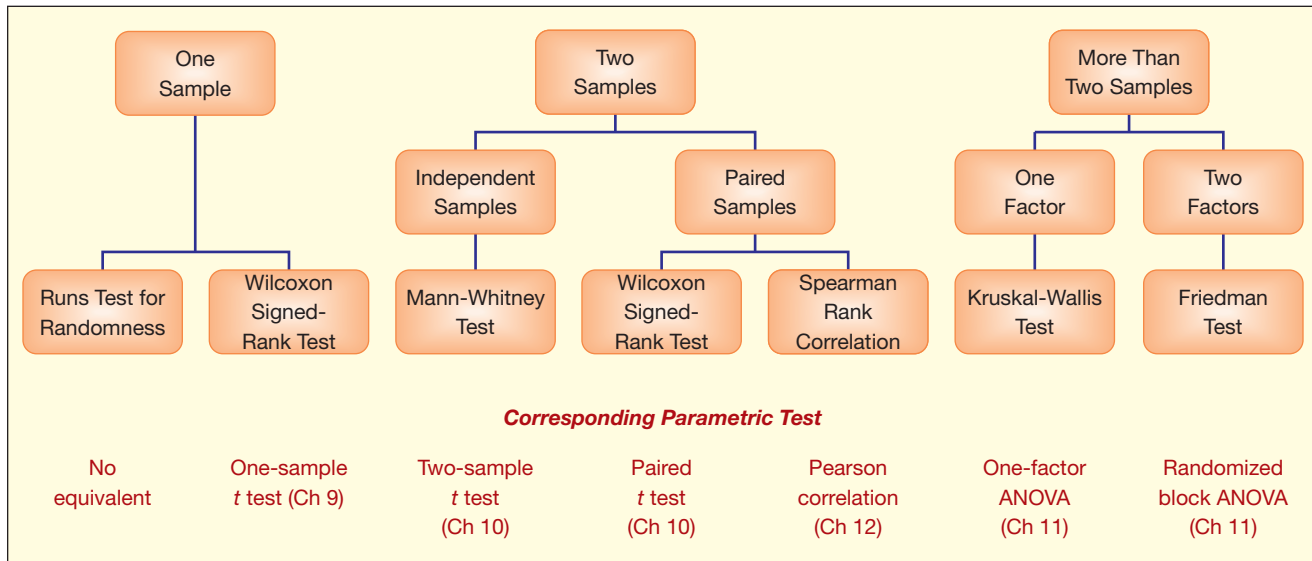 One
Sample
Two
Samples
More Than
Two Samples
Independent
Samples
Paired
Samples
One
Factor
Two
Factors
Runs Test for
Randomness
Wilcoxon
Signed-
Rank Test
Mann-Whitney
Test
Wilcoxon
Signed-
Rank Test
Spearman
Rank
Correlation
Kruskal-Wallis
Test
Friedman
Test
Corresponding Parametric Test
No
equivalent
One-sample
t test (Ch 9)
Two-sample
t test
(Ch 10)
Paired
t test
(Ch 10)
Pearson
correlation
(Ch 12)
One-factor
ANOVA
(Ch 11)
Randomized
block ANOVA
(Ch 11)